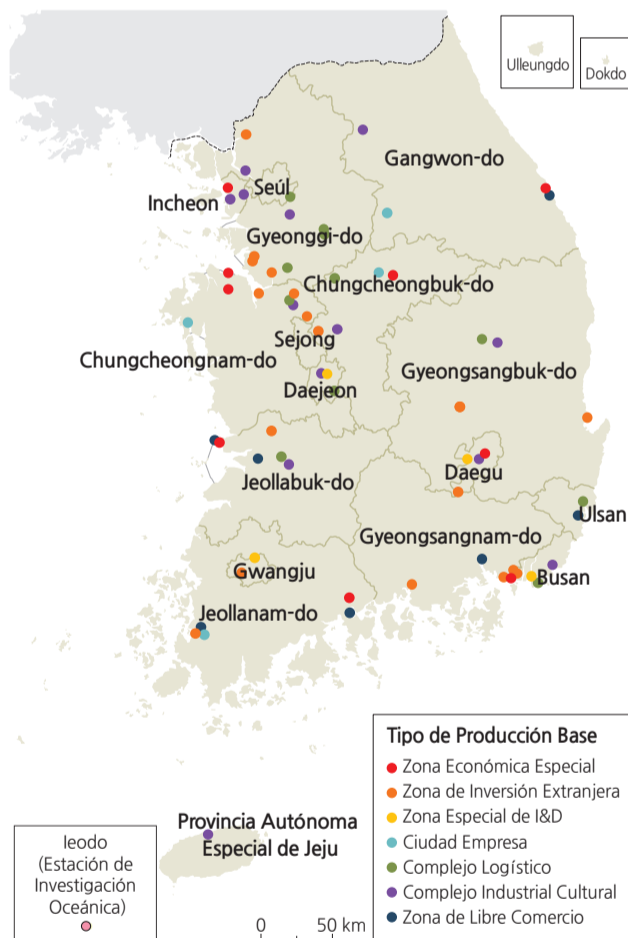 Ulleungdo
Dokdo
Gangwon-do
Seúl
Incheon
Gyeonggi-do
Chungcheongbuk-do
Sejong
Chungcheongnam-do
Gyeongsangbuk-do
Daejeon
Daegu
Jeollabuk-do
Ulsan
Gyeongsangnam-do
Gwangju
Busan
Jeollanam-do
Tipo de Producción Base
Zona Económica Especial
Zona de Inversión Extranjera
Zona Especial de I&D
Ciudad Empresa
Complejo Logístico
Complejo Industrial Cultural
Zona de Libre Comercio
Provincia Autónoma
Especial de Jeju
Ieodo
(Estación de
Investigación
Oceánica)
0 50 km